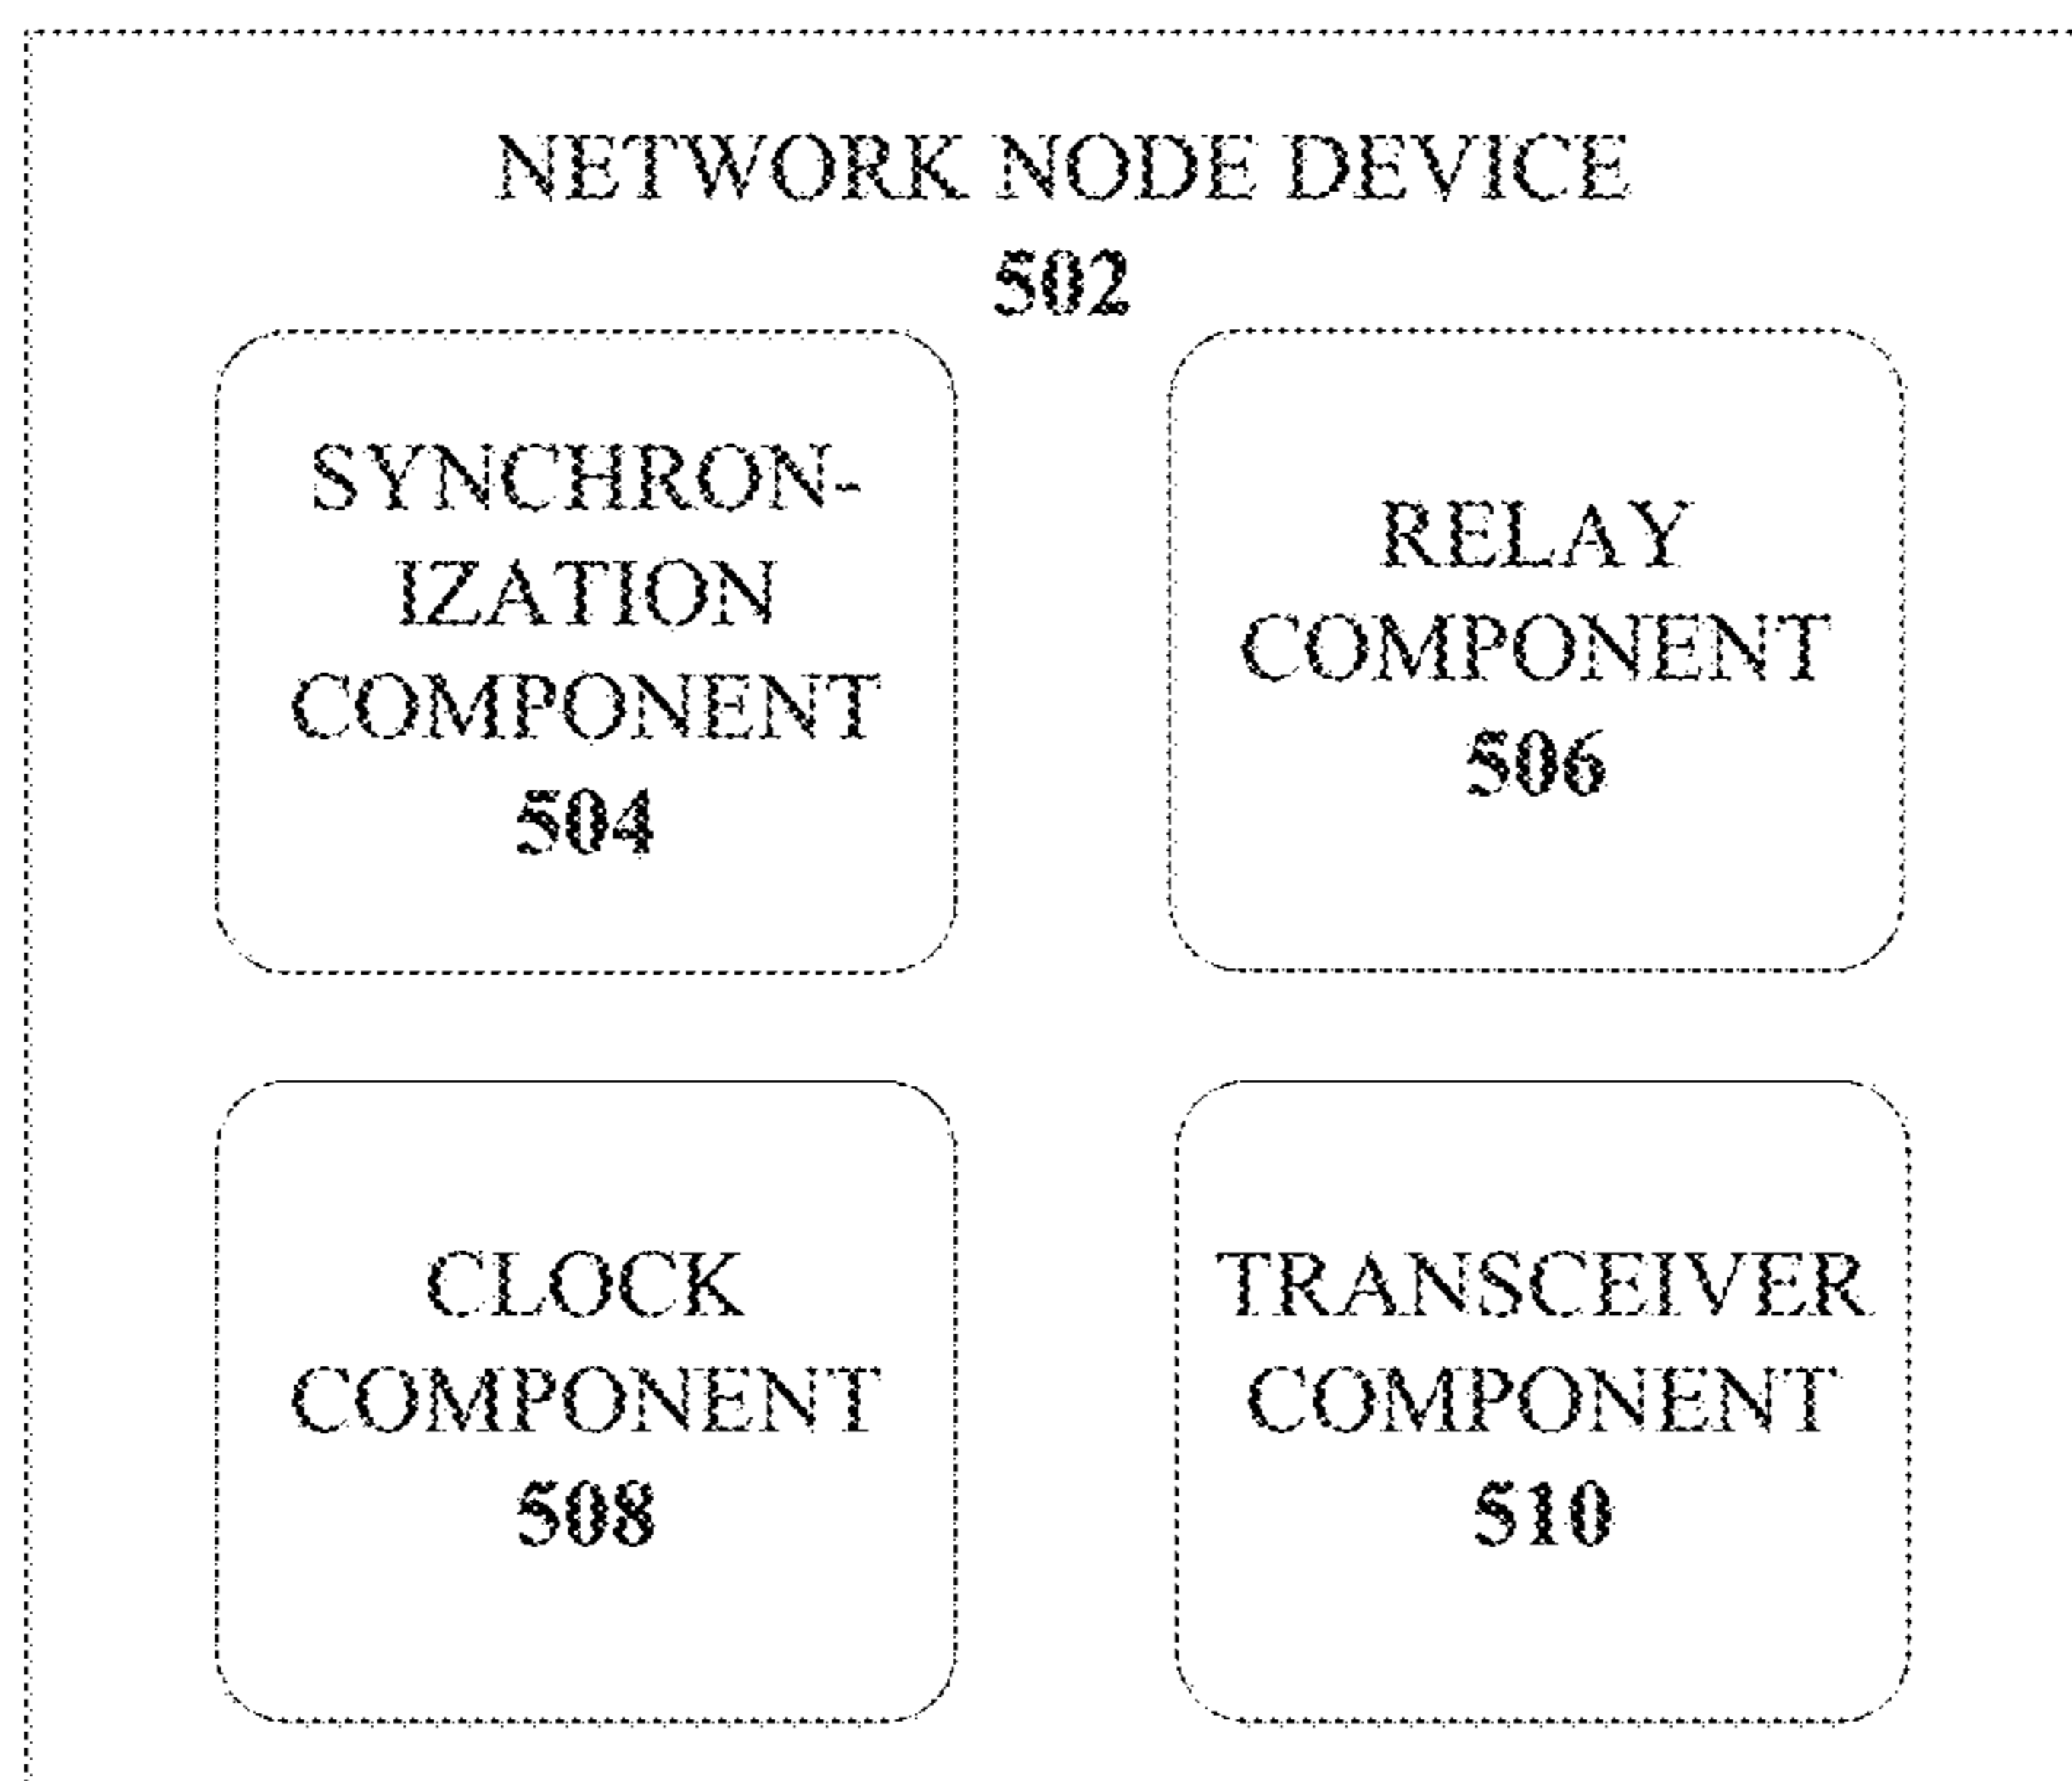 NETWORK NODE DEVICE
502
SYNCHRON-
IZATION
COMPONENT
504
RELAY
COMPONENT
506
CLOCK
COMPONENT
508
TRANSCEIVER
COMPONENT
510